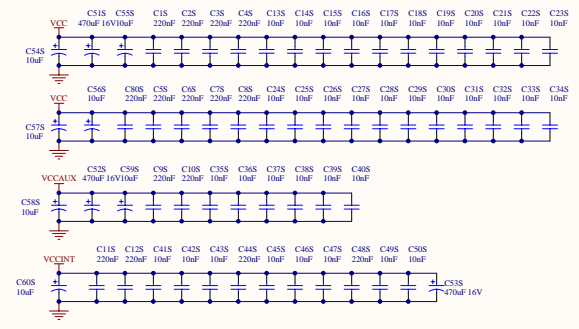 C51S C55S C1S C2S C3S C4S C13S C14S C15S C16S C17S C18S C19S C20S C21S C22S C23S
VCC 470uF 16V10uF 220nF 220nF 220nF 220nF 10nF 10nF 10nF 10nF 10nF 10nF 10nF 10nF 10nF 10nF 10nF
C54S
10uF
VCC C56S C80S C5S C6S C7S C8S C24S C25S C26S C27S C28S C29S C30S C31S C32S C33S C34S
10uF 220nF 220nF 220nF 220nF 220nF 10nF 10nF 10nF 10nF 10nF 10nF 10nF 10nF 10nF 10nF 10nF
C57S
10uF
C52S C59S C9S C10S C35S C36S C37S C38S C39S C40S
VCCAUX 470uF 16V10uF 220nF 220nF 10nF 10nF 10nF 10nF 10nF 10nF
C58S
10uF
C11S C12S C41S C42S C43S C44S C45S C46S C47S C48S C49S C50S
VCCINT 220nF 220nF 10nF 10nF 10nF 220nF 10nF 10nF 10nF 220nF 10nF 10nF
C60S C53S
10uF 470uF 16V